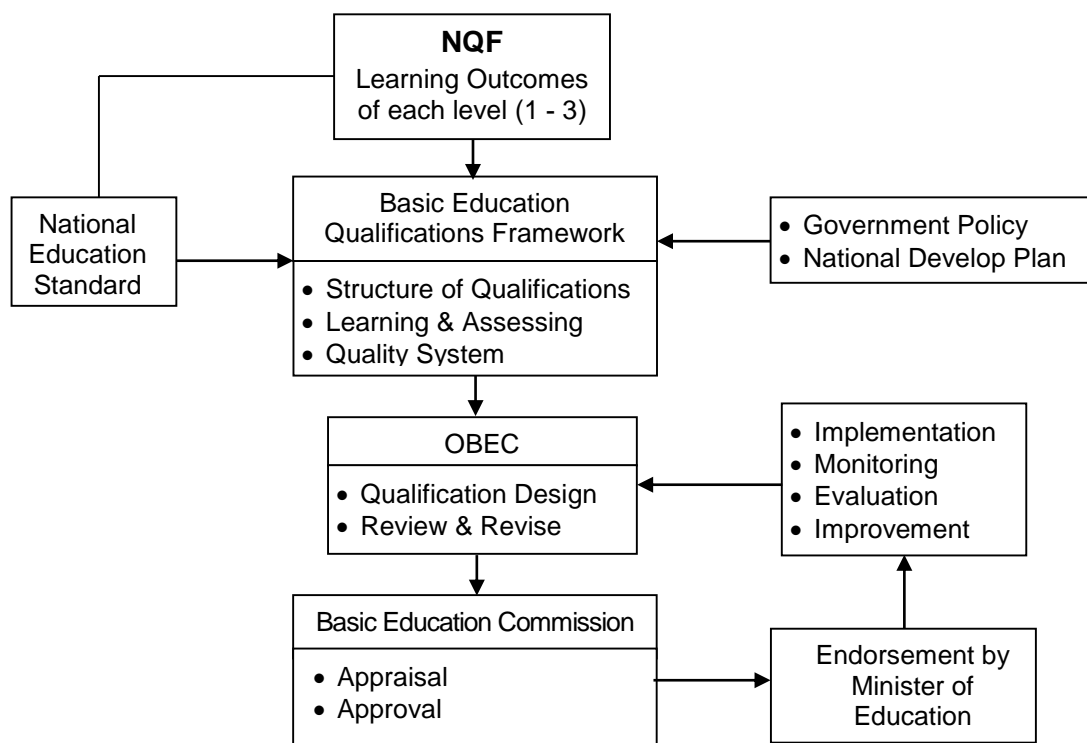 NQF
Learning Outcomes
of each level (1 - 3)
National
Education
Standard
Basic Education
Qualifications Framework
• Structure of Qualifications
• Learning & Assessing
• Quality System
• Government Policy
• National Develop Plan
OBEC
• Qualification Design
• Review & Revise
• Implementation
• Monitoring
• Evaluation
• Improvement
Basic Education Commission
• Appraisal
• Approval
Endorsement by
Minister of
Education